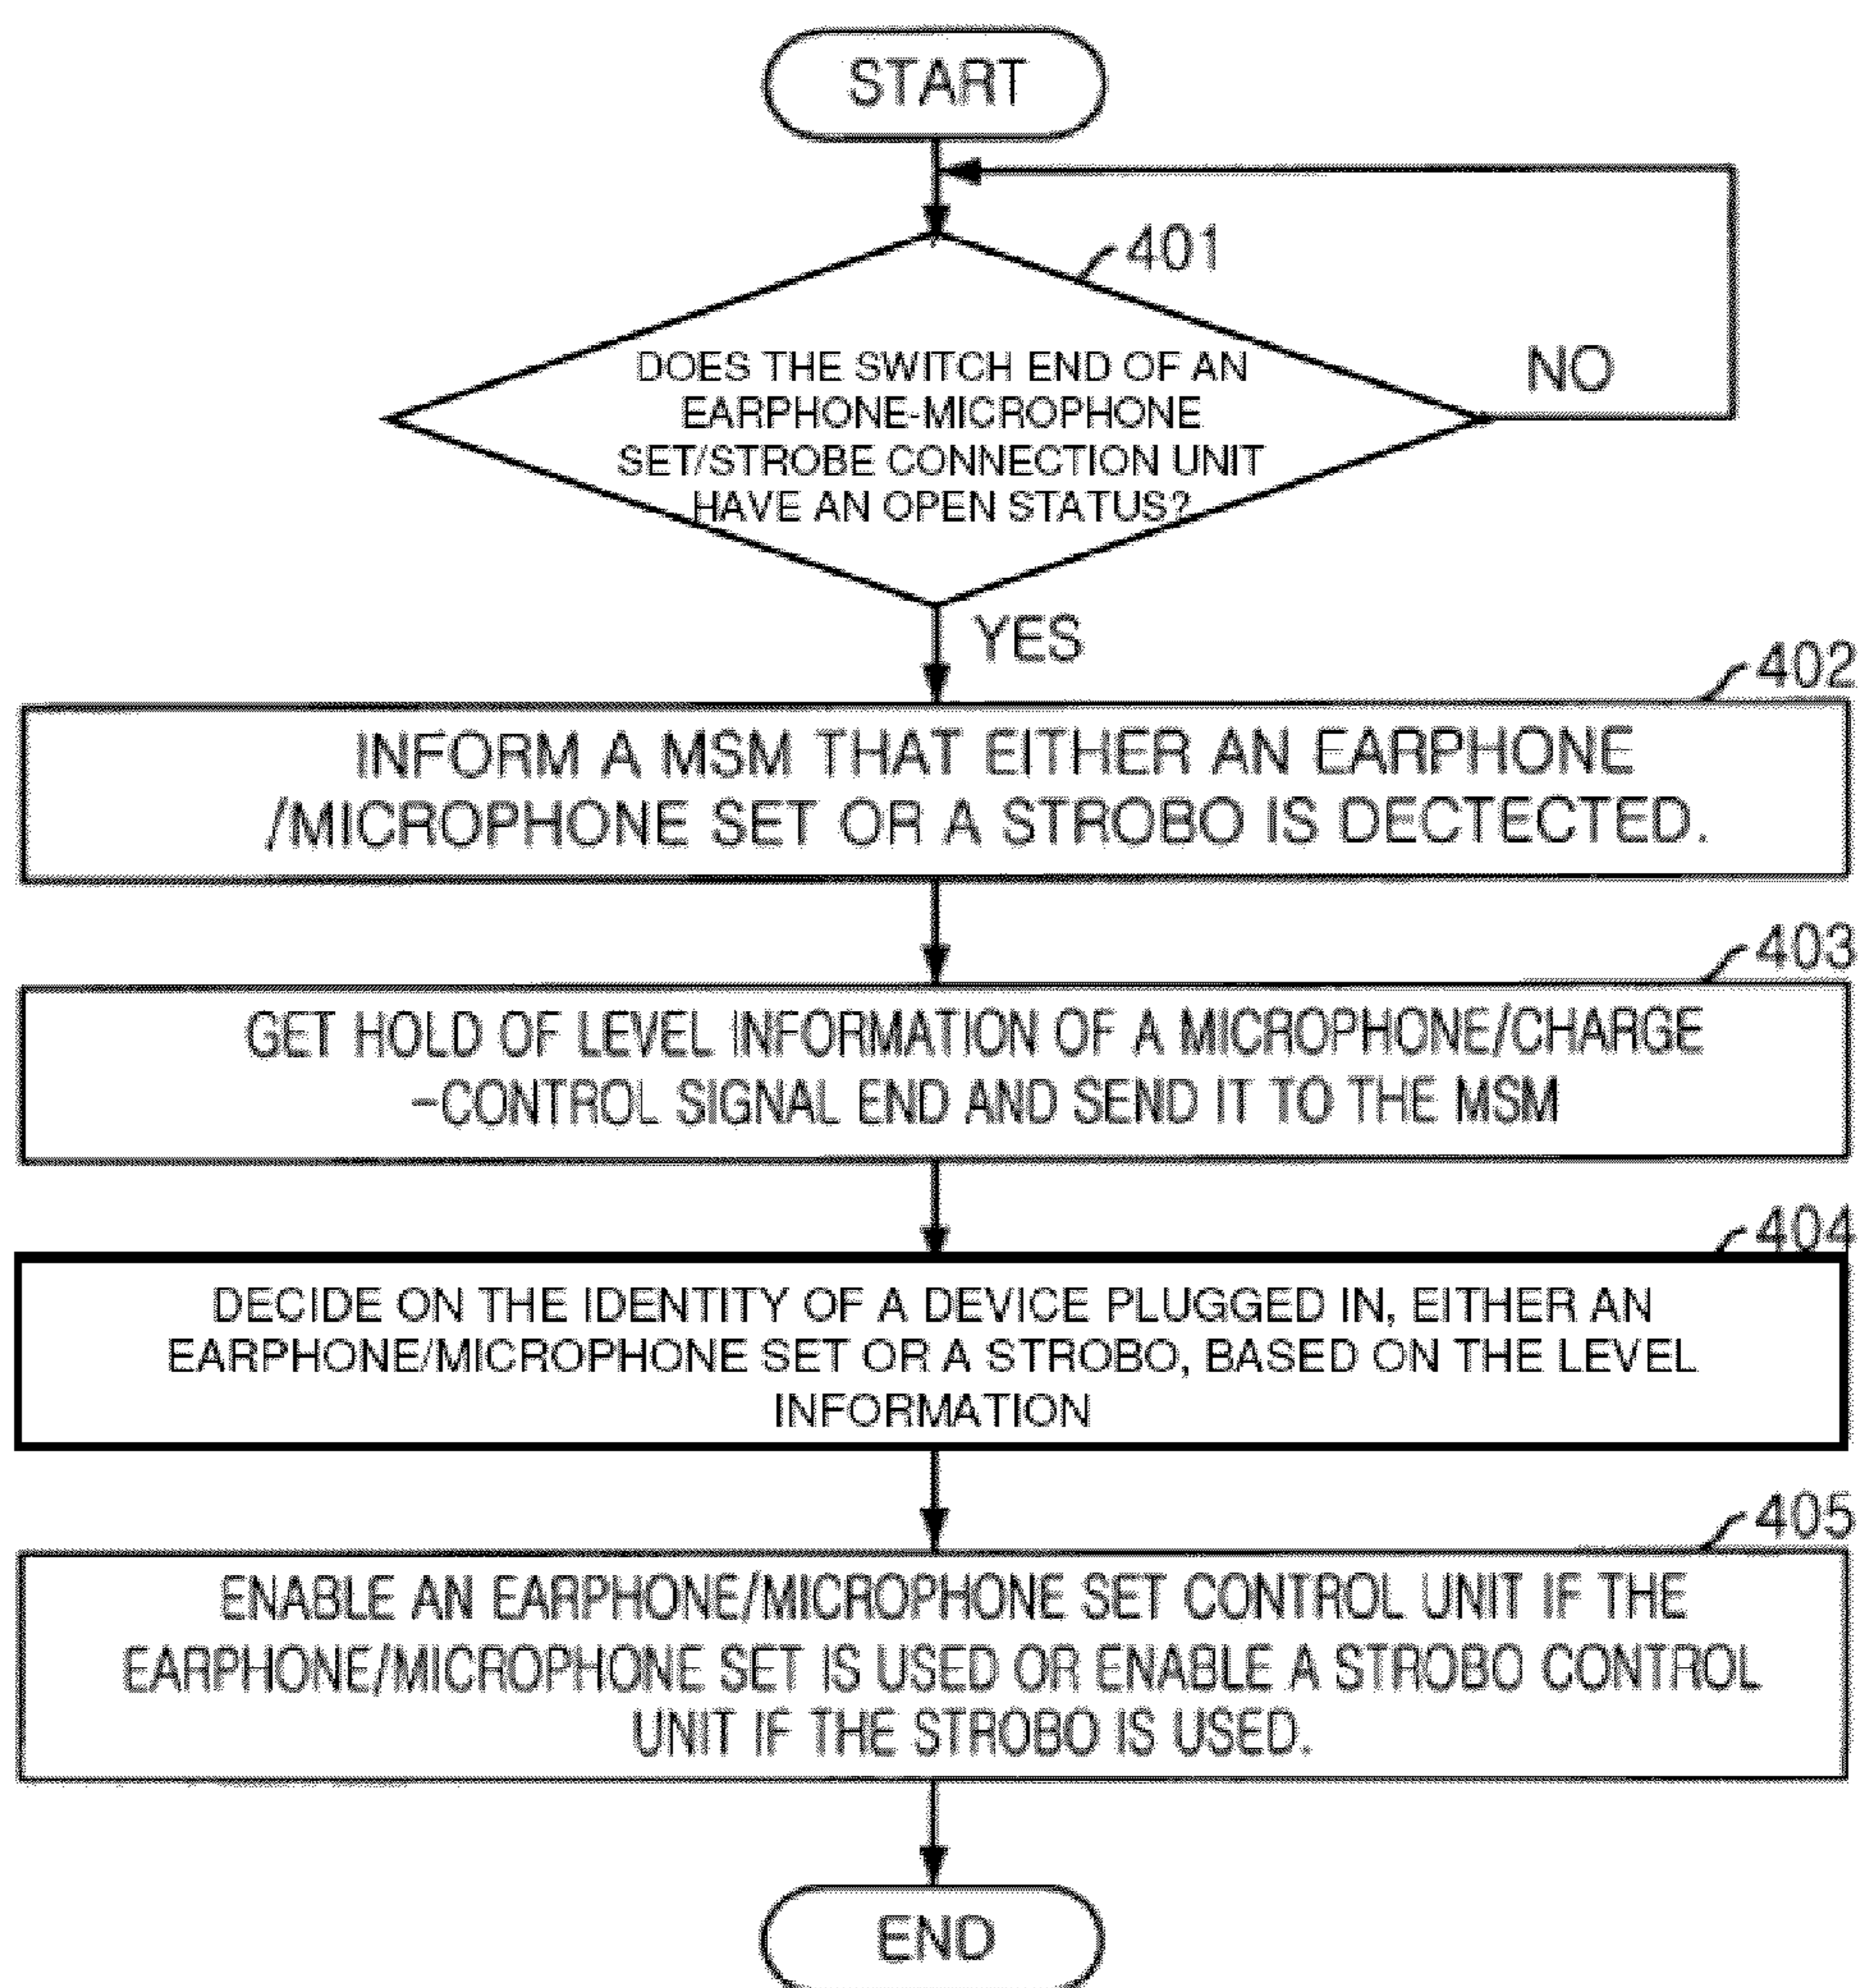 START
401
DOES THE SWITCH END OF AN
EARPHONE-MICROPHONE
SET/STROBE CONNECTION UNIT
HAVE AN OPEN STATUS?
NO
YES
402
INFORM A MSM THAT EITHER AN EARPHONE
/MICROPHONE SET OR A STROBO IS DECTECTED.
403
GET HOLD OF LEVEL INFORMATION OF A MICROPHONE/CHARGE
-CONTROL SIGNAL END AND SEND IT TO THE MSM
404
DECIDE ON THE IDENTITY OF A DEVICE PLUGGED IN, EITHER AN
EARPHONE/MICROPHONE SET OR A STROBO, BASED ON THE LEVEL
INFORMATION
405
ENABLE AN EARPHONE/MICROPHONE SET CONTROL UNIT IF THE
EARPHONE/MICROPHONE SET IS USED OR ENABLE A STROBO CONTROL
UNIT IF THE STROBO IS USED.
END